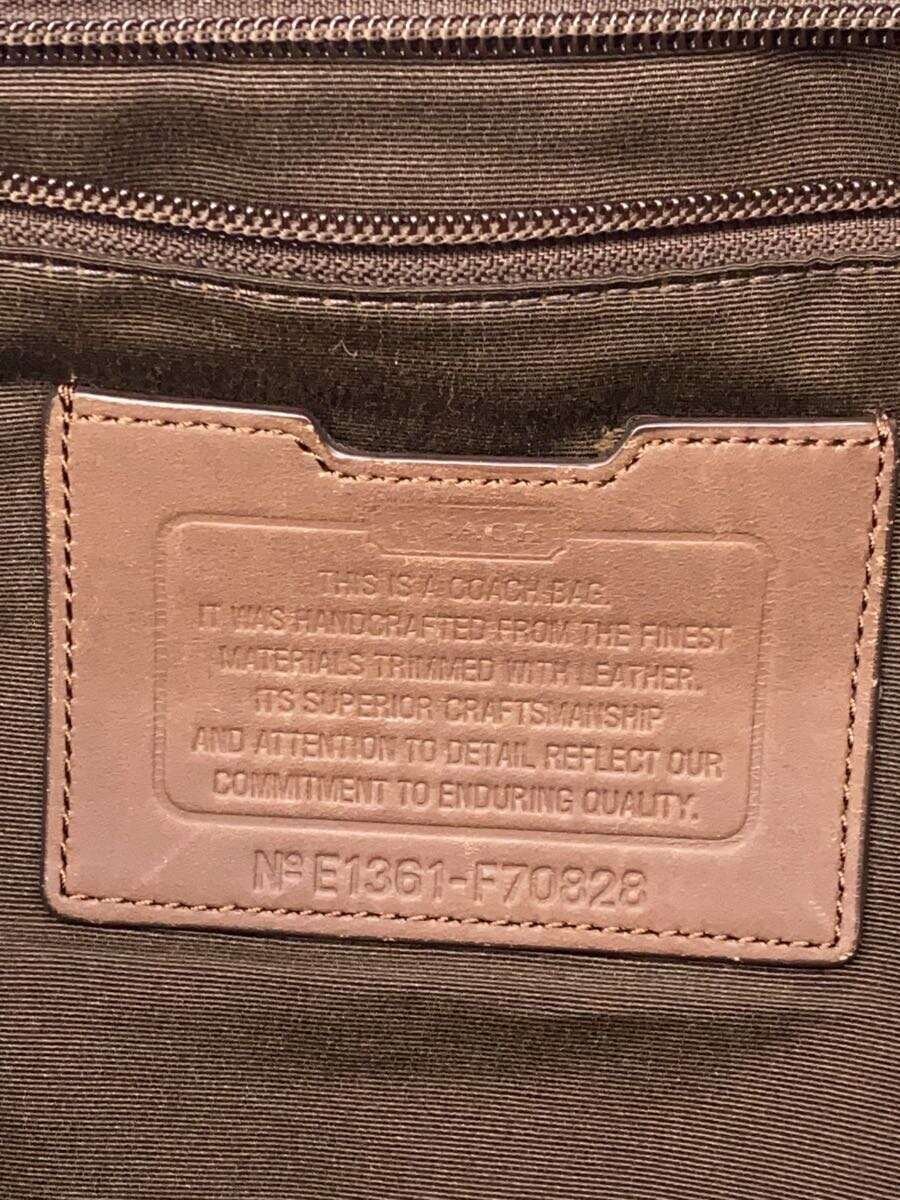 COACH
THIS IS A COACH BAG.
IT WAS HANDCRAFTED FROM THE FINEST
MATERIALS TRIMMED WITH LEATHER.
ITS SUPERIOR CRAFTSMANSHIP
AND ATTENTION TO DETAIL REFLECT OUR
COMMITMENT TO ENDURING QUALITY.
Nº E1361-F70828